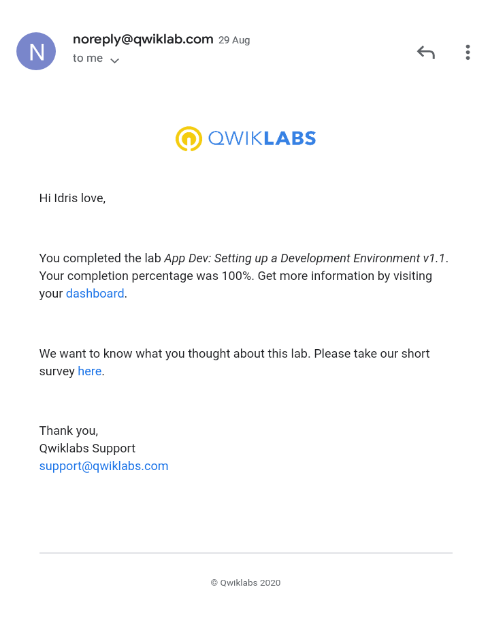 N
noreply@qwiklab.com 29 Aug
to me
QWIKLABS
Hi Idris love,
You completed the lab App Dev: Setting up a Development Environment v1.1.
Your completion percentage was 100%. Get more information by visiting
your dashboard.
We want to know what you thought about this lab. Please take our short
survey here.
Thank you,
Qwiklabs Support
support@qwiklabs.com
© Qwiklabs 2020